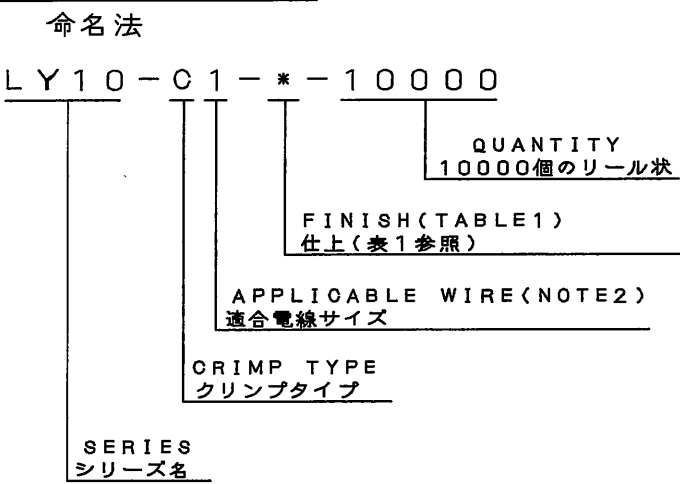 命名法
LY10-C1-*-10000
QUANTITY
10000個のリール状
FINISH(TABLE1)
仕上(表1参照)
APPLICABLE WIRE(NOTE2)
適合電線サイズ
CRIMP TYPE
クリンプタイプ
SERIES
シリーズ名